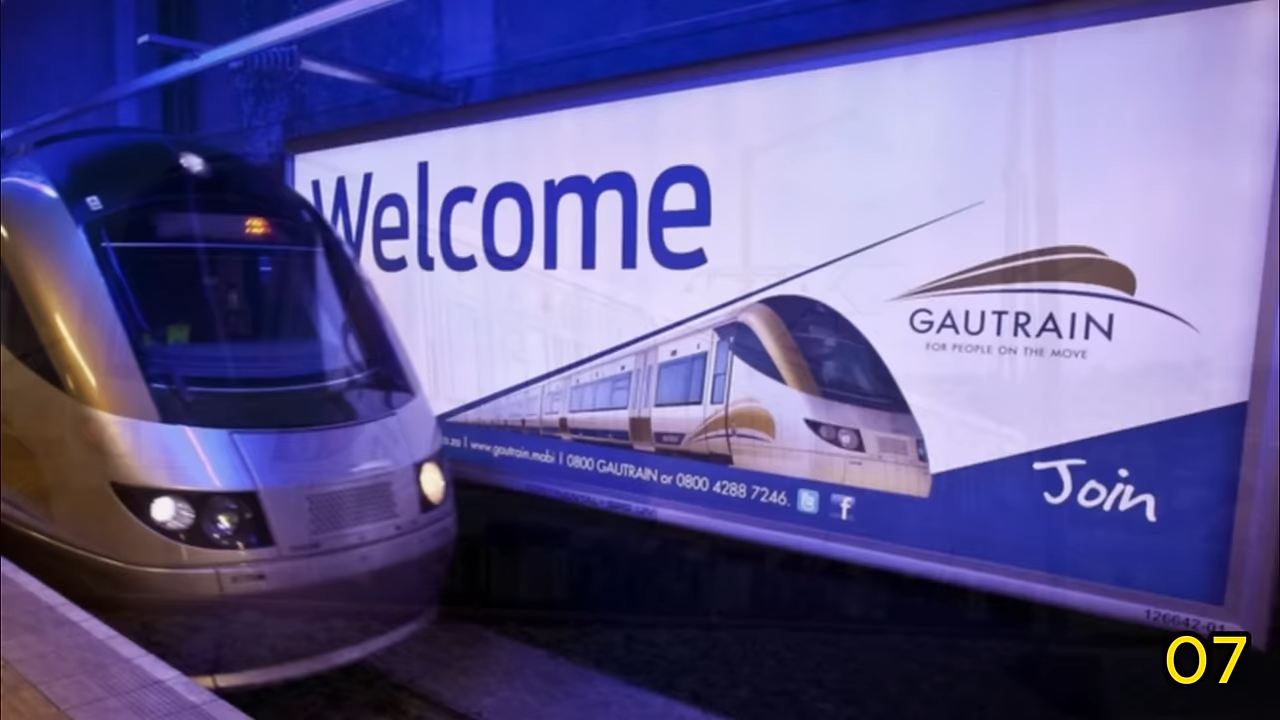 Welcome
GAUTRAIN
FOR PEOPLE ON THE MOVE
Join
www.gautrain.mobi | 0800 GAUTRAIN or 0800 4288 7246.
126642-01
07